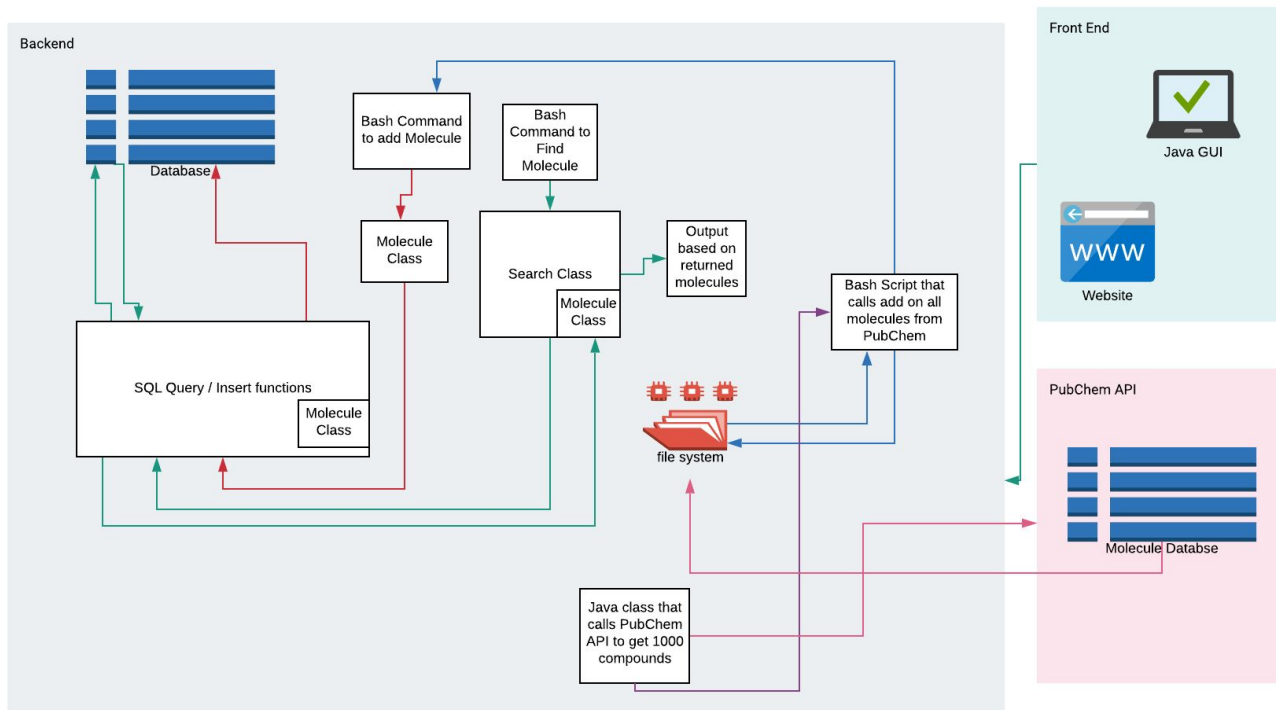 Backend
Front End
Database
Bash Command
to add Molecule
Bash
Command to
Find
Molecule
Java GUI
Molecule
Class
Search Class
Molecule
Class
Output
based on
returned
molecules
WWW
Website
Bash Script that
calls add on all
molecules from
PubChem
SQL Query / Insert functions
Molecule
Class
file system
PubChem API
Molecule Databse
Java class that
calls PubChem
API to get 1000
compounds